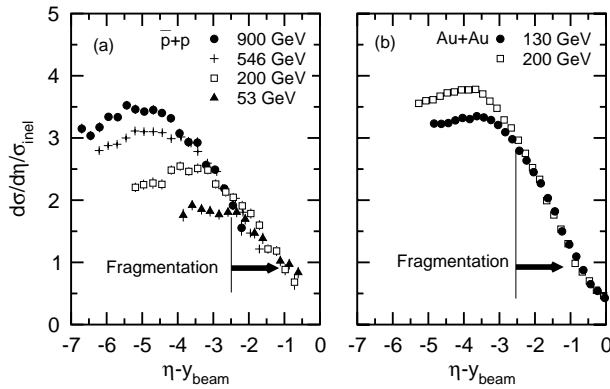 (a)
p̅+p
900 GeV
546 GeV
200 GeV
53 GeV
Fragmentation
dσ/dη/σinel
5
4
3
2
1
0
-7 -6 -5 -4 -3 -2 -1 0
η-ybeam
(b)
Au+Au
130 GeV
200 GeV
Fragmentation
-7 -6 -5 -4 -3 -2 -1 0
η-ybeam